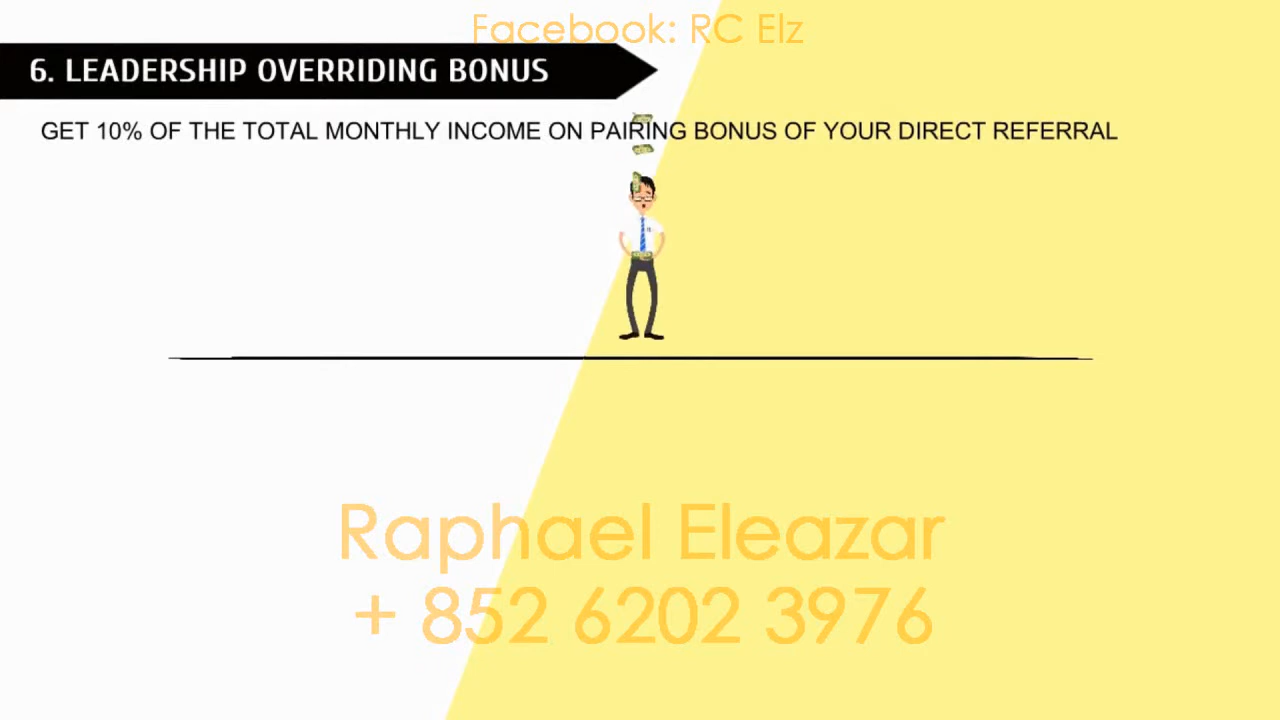 Facebook: RC Elz
6. LEADERSHIP OVERRIDING BONUS
GET 10% OF THE TOTAL MONTHLY INCOME ON PAIRING BONUS OF YOUR DIRECT REFERRAL
Raphael Eleazar
+ 852 6202 3976